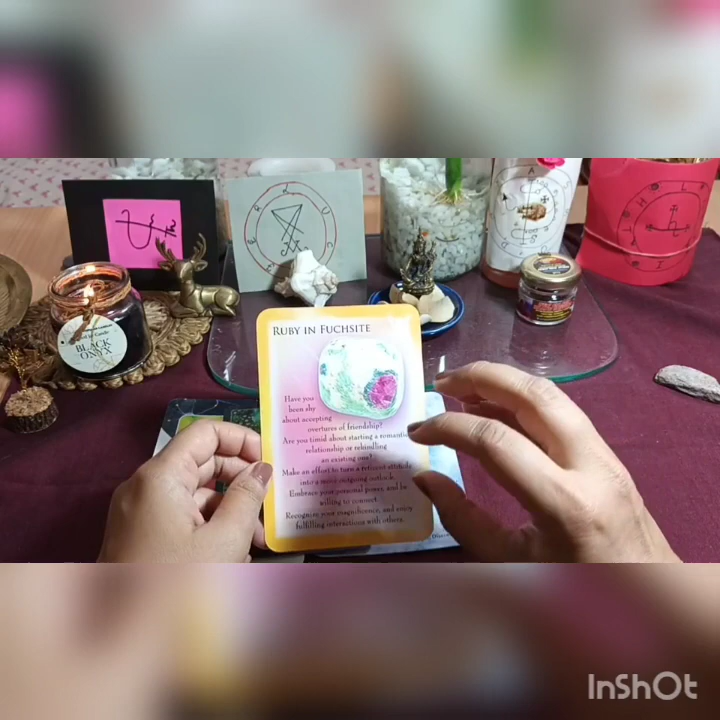 BLACK
ONYX
RUBY IN FUCHSITE
Have you
been shy
about accepting
overtures of friendship?
Are you timid about starting a romantic
relationship or rekindling
an existing one?
Make an effort to turn a reticent attitude
into a more outgoing outlook.
Embrace your personal power, and be
willing to connect.
Recognize your magnificence, and enjoy
fulfilling interactions with others.
InShOt